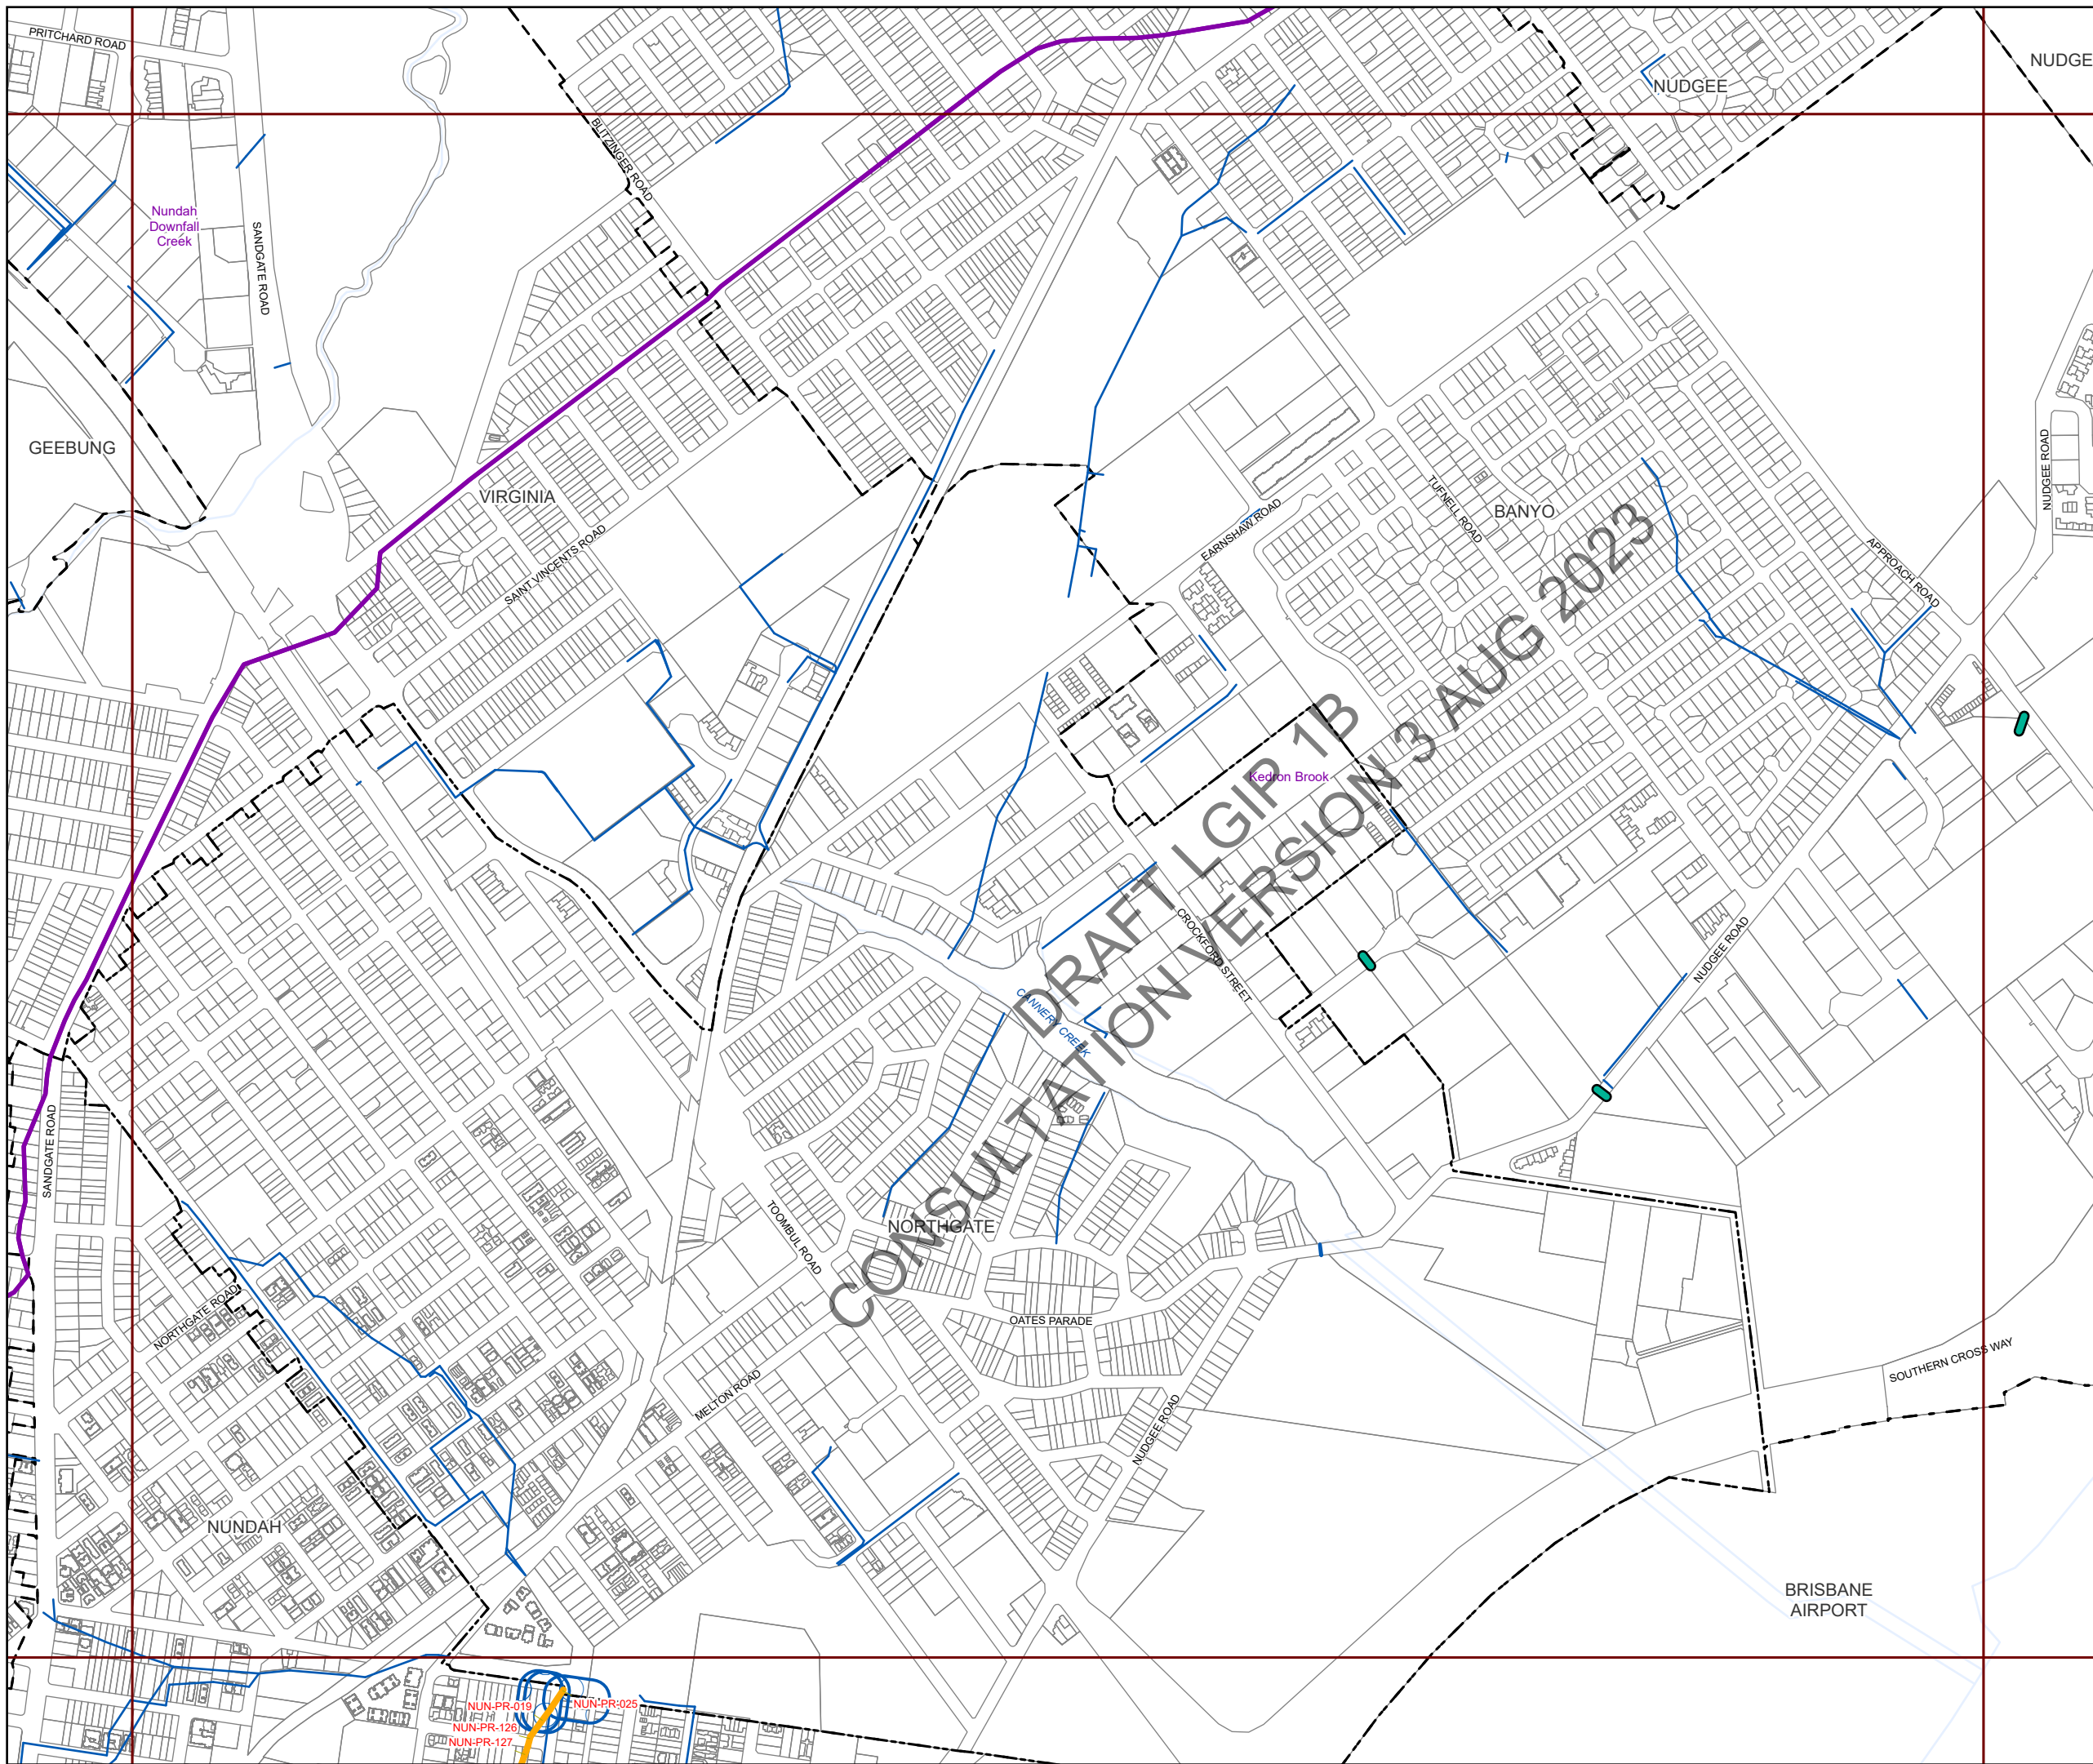 PRITCHARD ROAD
NUDGE
NUDGEE
BLITZINGER ROAD
Nundah
Downfall
Creek
SANDGATE ROAD
GEEBUNG
VIRGINIA
SAINT VINCENTS ROAD
EARNSHAW ROAD
TUFNELL ROAD
BANYO
NUDGEE ROAD
APPROACH ROAD
Kedron Brook
DRAFT LGIP 1B
CONSULTATION VERSION 3 AUG 2023
CROCKFORD STREET
NUDGEE ROAD
CANNERY CREEK
SANDGATE ROAD
TOOMBUL ROAD
NORTHGATE
NORTHGATE ROAD
OATES PARADE
SOUTHERN CROSS WAY
MELTON ROAD
NUDGEE ROAD
NUNDAH
BRISBANE
AIRPORT
NUN-PR-019
NUN-PR-025
NUN-PR-126
NUN-PR-127